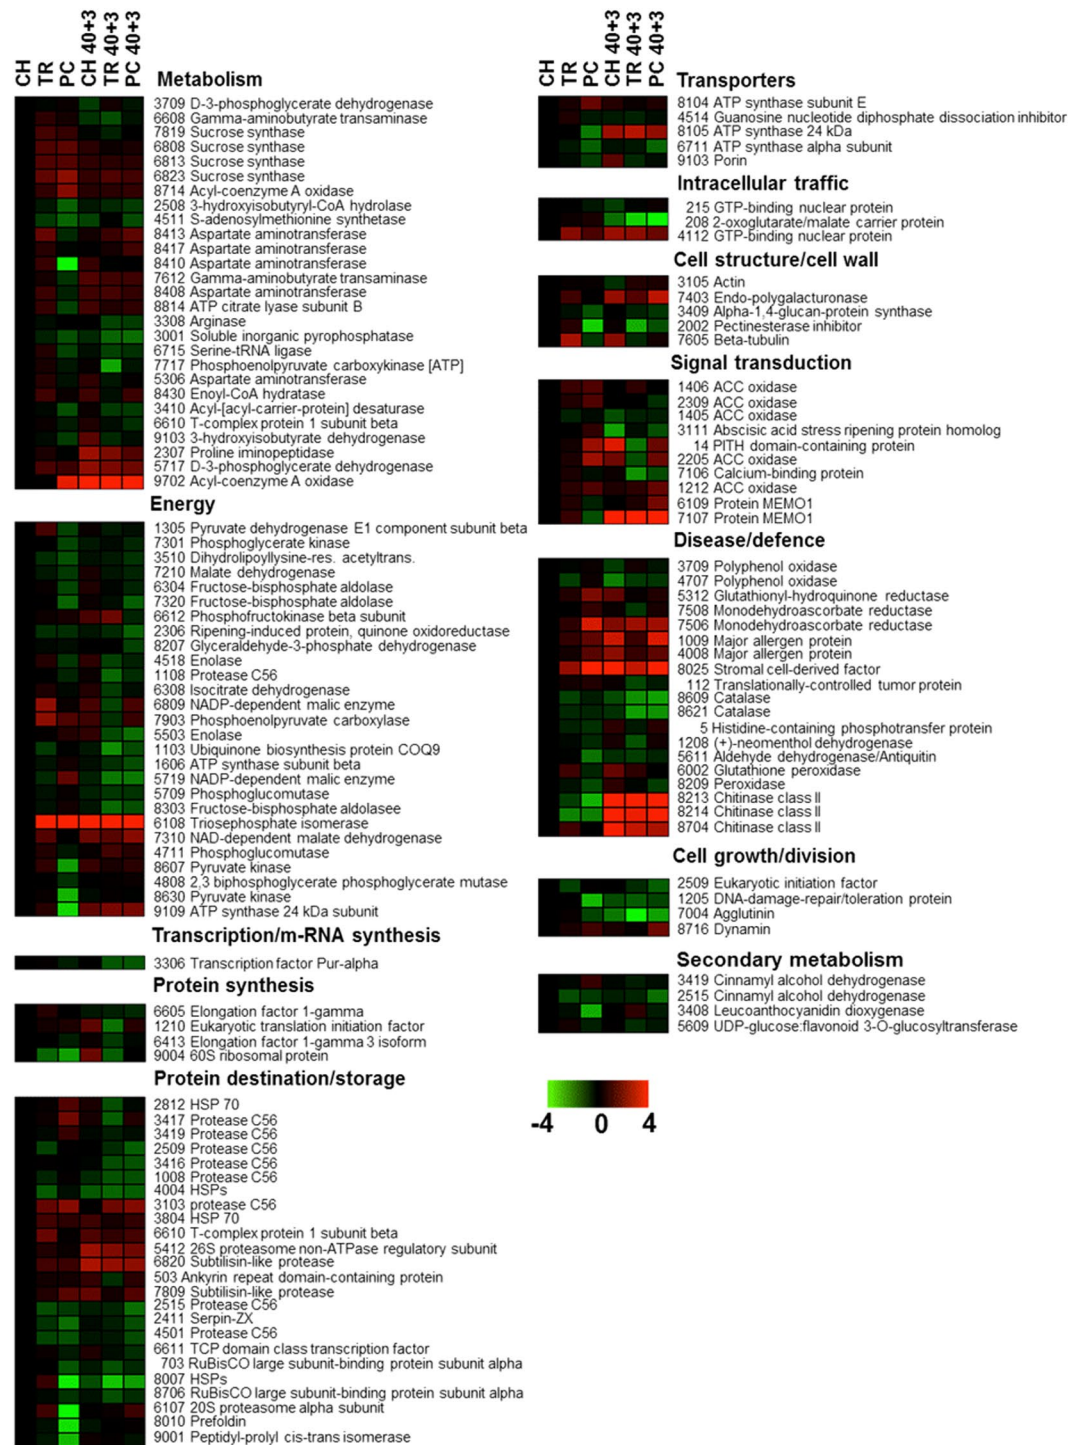 CH TR PC CH 40+3 TR 40+3 PC 40+3
Metabolism
3709 D-3-phosphoglycerate dehydrogenase
6608 Gamma-aminobutyrate transaminase
7819 Sucrose synthase
6808 Sucrose synthase
6813 Sucrose synthase
6823 Sucrose synthase
8714 Acyl-coenzyme A oxidase
2508 3-hydroxyisobutyryl-CoA hydrolase
4511 S-adenosylmethionine synthetase
8413 Aspartate aminotransferase
8417 Aspartate aminotransferase
8410 Aspartate aminotransferase
7612 Gamma-aminobutyrate transaminase
8408 Aspartate aminotransferase
8814 ATP citrate lyase subunit B
3308 Arginase
3001 Soluble inorganic pyrophosphatase
6715 Serine-tRNA ligase
7717 Phosphoenolpyruvate carboxykinase [ATP]
5306 Aspartate aminotransferase
8430 Enoyl-CoA hydratase
3410 Acyl-[acyl-carrier-protein] desaturase
6610 T-complex protein 1 subunit beta
9103 3-hydroxyisobutyrate dehydrogenase
2307 Proline iminopeptidase
5717 D-3-phosphoglycerate dehydrogenase
9702 Acyl-coenzyme A oxidase
Energy
1305 Pyruvate dehydrogenase E1 component subunit beta
7301 Phosphoglycerate kinase
3510 Dihydrolipoyllysine-res. acetyltrans.
7210 Malate dehydrogenase
6304 Fructose-bisphosphate aldolase
7320 Fructose-bisphosphate aldolase
6612 Phosphofructokinase beta subunit
2306 Ripening-induced protein, quinone oxidoreductase
8207 Glyceraldehyde-3-phosphate dehydrogenase
4518 Enolase
1108 Protease C56
6308 Isocitrate dehydrogenase
6809 NADP-dependent malic enzyme
7903 Phosphoenolpyruvate carboxylase
5503 Enolase
1103 Ubiquinone biosynthesis protein COQ9
1606 ATP synthase subunit beta
5719 NADP-dependent malic enzyme
5709 Phosphoglucomutase
8303 Fructose-bisphosphate aldolasee
6108 Triosephosphate isomerase
7310 NAD-dependent malate dehydrogenase
4711 Phosphoglucomutase
8607 Pyruvate kinase
4808 2,3 biphosphoglycerate phosphoglycerate mutase
8630 Pyruvate kinase
9109 ATP synthase 24 kDa subunit
Transcription/m-RNA synthesis
3306 Transcription factor Pur-alpha
Protein synthesis
6605 Elongation factor 1-gamma
1210 Eukaryotic translation initiation factor
6413 Elongation factor 1-gamma 3 isoform
9004 60S ribosomal protein
Protein destination/storage
2812 HSP 70
3417 Protease C56
3419 Protease C56
2509 Protease C56
3416 Protease C56
1008 Protease C56
4004 HSPs
3103 protease C56
3804 HSP 70
6610 T-complex protein 1 subunit beta
5412 26S proteasome non-ATPase regulatory subunit
6820 Subtilisin-like protease
503 Ankyrin repeat domain-containing protein
7809 Subtilisin-like protease
2515 Protease C56
2411 Serpin-ZX
4501 Protease C56
6611 TCP domain class transcription factor
703 RuBisCO large subunit-binding protein subunit alpha
8007 HSPs
8706 RuBisCO large subunit-binding protein subunit alpha
6107 20S proteasome alpha subunit
8010 Prefoldin
9001 Peptidyl-prolyl cis-trans isomerase
CH TR PC CH 40+3 TR 40+3 PC 40+3
Transporters
8104 ATP synthase subunit E
4514 Guanosine nucleotide diphosphate dissociation inhibitor
8105 ATP synthase 24 kDa
6711 ATP synthase alpha subunit
9103 Porin
Intracellular traffic
215 GTP-binding nuclear protein
208 2-oxoglutarate/malate carrier protein
4112 GTP-binding nuclear protein
Cell structure/cell wall
3105 Actin
7403 Endo-polygalacturonase
3409 Alpha-1,4-glucan-protein synthase
2002 Pectinesterase inhibitor
7605 Beta-tubulin
Signal transduction
1406 ACC oxidase
2309 ACC oxidase
1405 ACC oxidase
3111 Abscisic acid stress ripening protein homolog
14 PITH domain-containing protein
2205 ACC oxidase
7106 Calcium-binding protein
1212 ACC oxidase
6109 Protein MEMO1
7107 Protein MEMO1
Disease/defence
3709 Polyphenol oxidase
4707 Polyphenol oxidase
5312 Glutathionyl-hydroquinone reductase
7508 Monodehydroascorbate reductase
7506 Monodehydroascorbate reductase
1009 Major allergen protein
4008 Major allergen protein
8025 Stromal cell-derived factor
112 Translationally-controlled tumor protein
8609 Catalase
8621 Catalase
5 Histidine-containing phosphotransfer protein
1208 (+)-neomenthol dehydrogenase
5611 Aldehyde dehydrogenase/Antiquitin
6002 Glutathione peroxidase
8209 Peroxidase
8213 Chitinase class II
8214 Chitinase class II
8704 Chitinase class II
Cell growth/division
2509 Eukaryotic initiation factor
1205 DNA-damage-repair/toleration protein
7004 Agglutinin
8716 Dynamin
Secondary metabolism
3419 Cinnamyl alcohol dehydrogenase
2515 Cinnamyl alcohol dehydrogenase
3408 Leucoanthocyanidin dioxygenase
5609 UDP-glucose:flavonoid 3-O-glucosyltransferase
-4 0 4